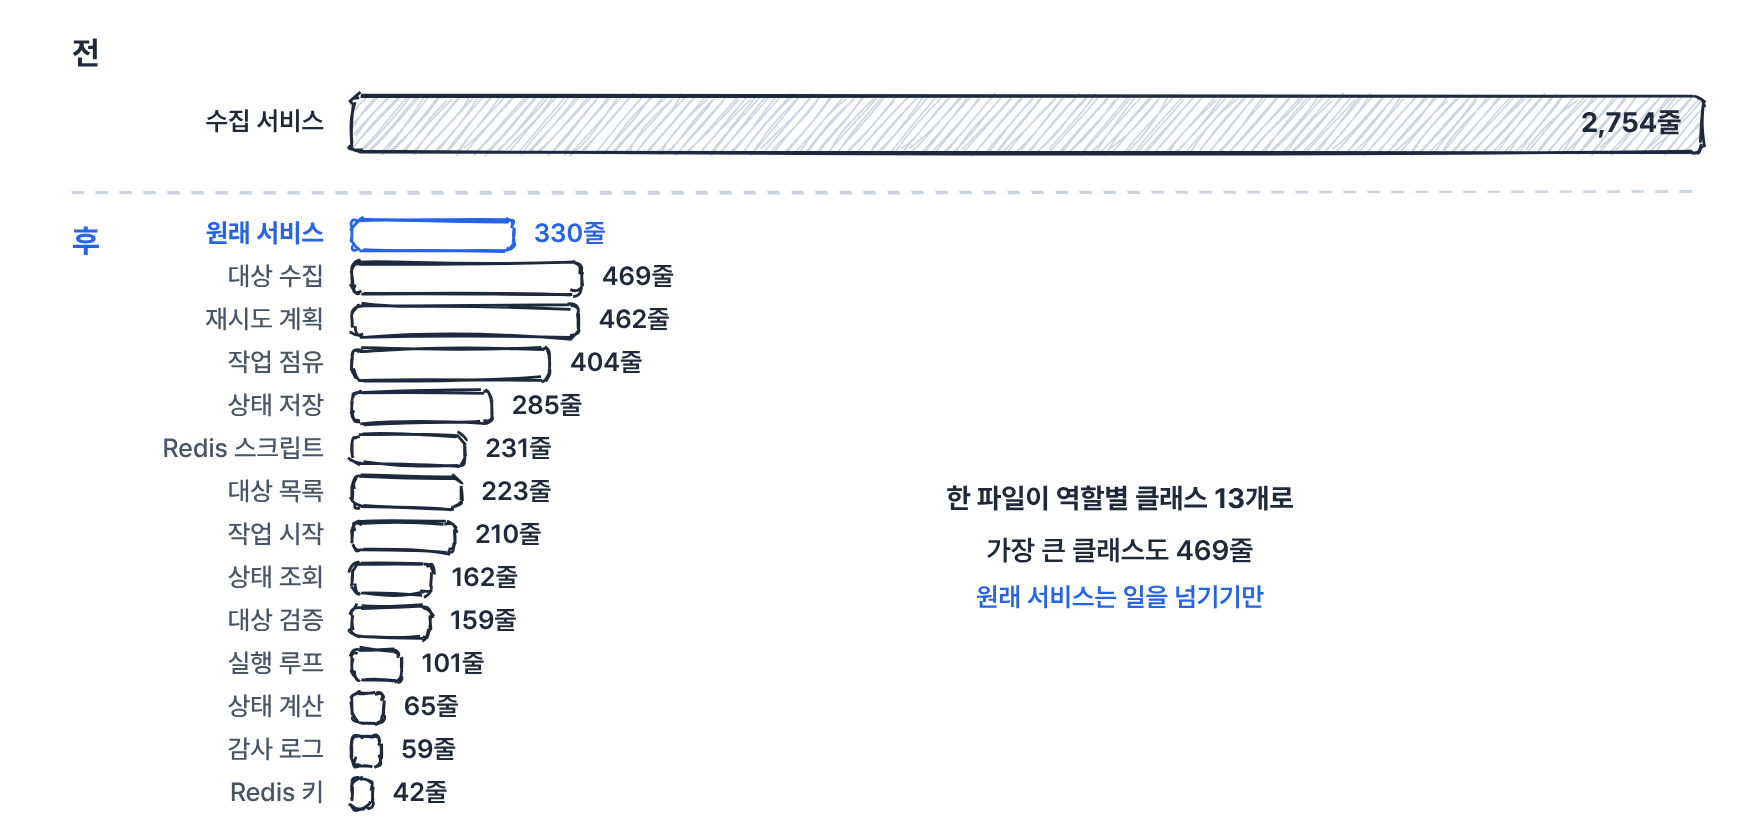 전
수집 서비스 2,754줄
후
원래 서비스 330줄
대상 수집 469줄
재시도 계획 462줄
작업 점유 404줄
상태 저장 285줄
Redis 스크립트 231줄
대상 목록 223줄
작업 시작 210줄
상태 조회 162줄
대상 검증 159줄
실행 루프 101줄
상태 계산 65줄
감사 로그 59줄
Redis 키 42줄
한 파일이 역할별 클래스 13개로
가장 큰 클래스도 469줄
원래 서비스는 일을 넘기기만